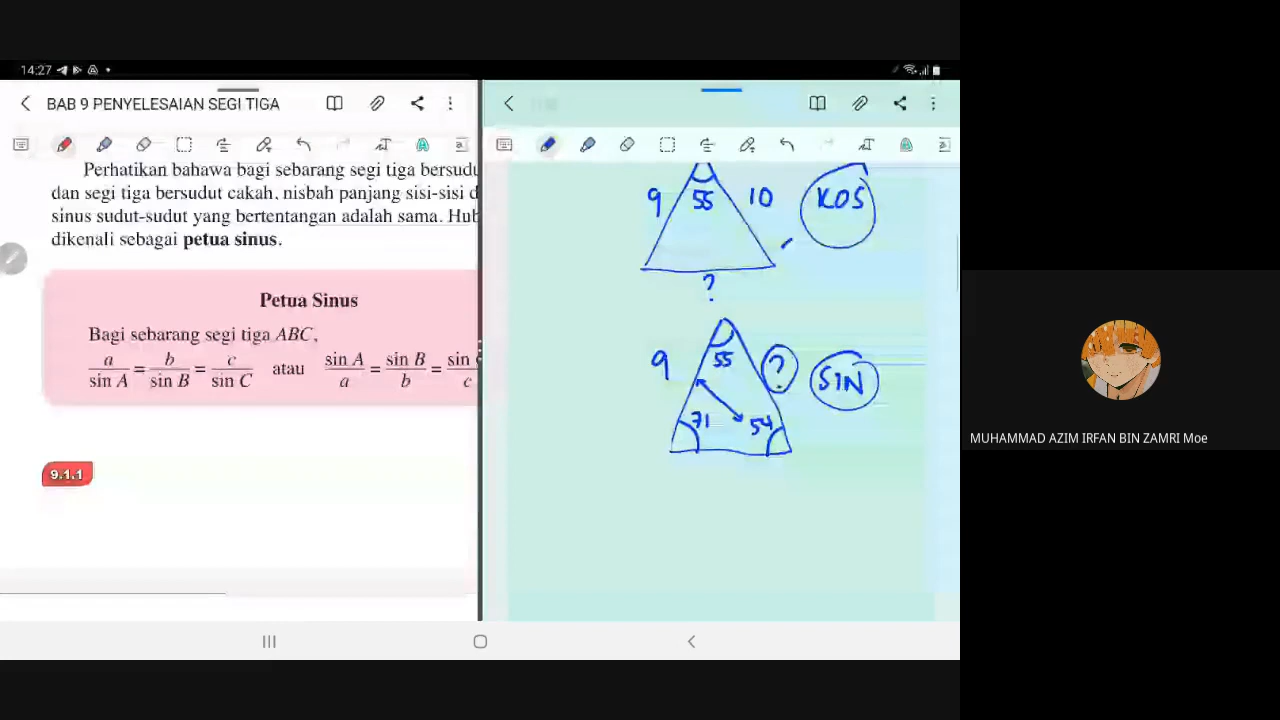 14:27
BAB 9 PENYELESAIAN SEGI TIGA
Perhatikan bahawa bagi sebarang segi tiga bersudu
dan segi tiga bersudut cakah, nisbah panjang sisi-sisi d
sinus sudut-sudut yang bertentangan adalah sama. Hub
dikenali sebagai petua sinus.
Petua Sinus
Bagi sebarang segi tiga ABC,
a/sin A = b/sin B = c/sin C atau sin A/a = sin B/b = sin C/c
9.1.1
9 55 10 KOS
?
9 55 ? SIN
71 54
MUHAMMAD AZIM IRFAN BIN ZAMRI Moe